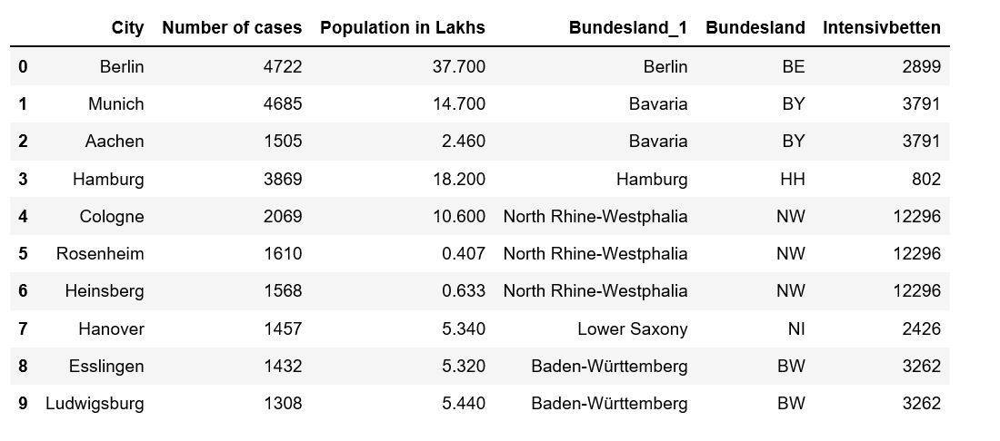 City Number of cases Population in Lakhs Bundesland_1 Bundesland Intensivbetten
0 Berlin 4722 37.700 Berlin BE 2899
1 Munich 4685 14.700 Bavaria BY 3791
2 Aachen 1505 2.460 Bavaria BY 3791
3 Hamburg 3869 18.200 Hamburg HH 802
4 Cologne 2069 10.600 North Rhine-Westphalia NW 12296
5 Rosenheim 1610 0.407 North Rhine-Westphalia NW 12296
6 Heinsberg 1568 0.633 North Rhine-Westphalia NW 12296
7 Hanover 1457 5.340 Lower Saxony NI 2426
8 Esslingen 1432 5.320 Baden-Württemberg BW 3262
9 Ludwigsburg 1308 5.440 Baden-Württemberg BW 3262